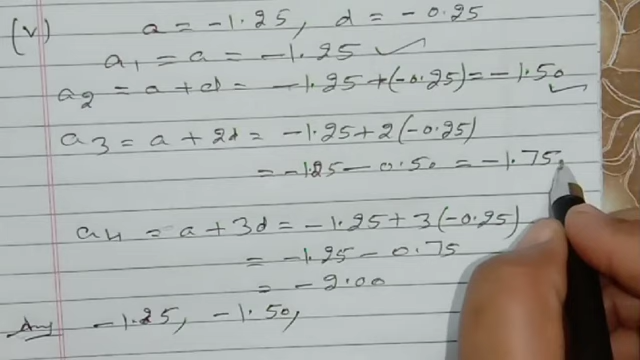 (v) a = -1.25, d = -0.25
a1 = a = -1.25 ✓
a2 = a + d = -1.25 + (-0.25) = -1.50 ✓
a3 = a + 2d = -1.25 + 2(-0.25)
= -1.25 - 0.50 = -1.75
a4 = a + 3d = -1.25 + 3(-0.25)
= -1.25 - 0.75
= -2.00
Ans -1.25, -1.50,